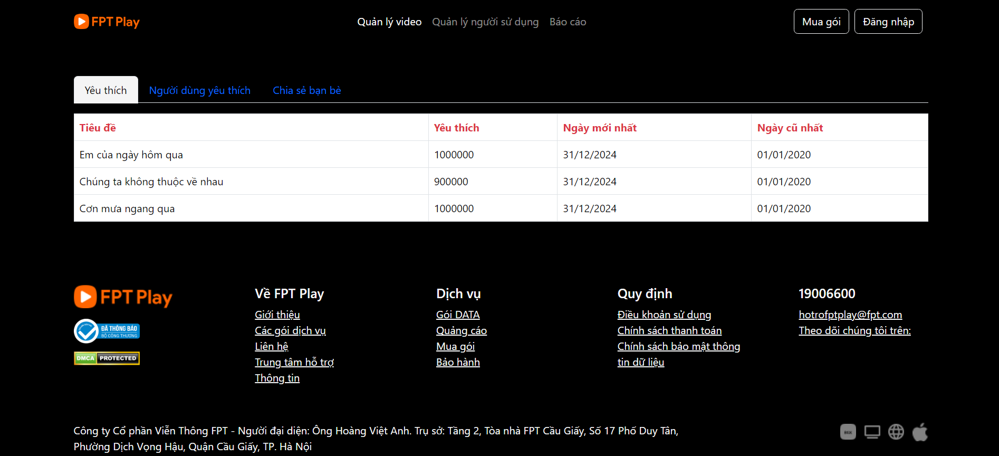 FPT Play
Quản lý video Quản lý người sử dụng Báo cáo
Mua gói Đăng nhập
Yêu thích Người dùng yêu thích Chia sẻ bạn bè
Tiêu đề Yêu thích Ngày mới nhất Ngày cũ nhất
Em của ngày hôm qua 1000000 31/12/2024 01/01/2020
Chúng ta không thuộc về nhau 900000 31/12/2024 01/01/2020
Cơn mưa ngang qua 1000000 31/12/2024 01/01/2020
FPT Play
ĐÃ THÔNG BÁO
BỘ CÔNG THƯƠNG
DMCA PROTECTED
Về FPT Play
Giới thiệu
Các gói dịch vụ
Liên hệ
Trung tâm hỗ trợ
Thông tin
Dịch vụ
Gói DATA
Quảng cáo
Mua gói
Bảo hành
Quy định
Điều khoản sử dụng
Chính sách thanh toán
Chính sách bảo mật thông
tin dữ liệu
19006600
hotrofptplay@fpt.com
Theo dõi chúng tôi trên:
Công ty Cổ phần Viễn Thông FPT - Người đại diện: Ông Hoàng Việt Anh. Trụ sở: Tầng 2, Tòa nhà FPT Cầu Giấy, Số 17 Phố Duy Tân,
Phường Dịch Vọng Hậu, Quận Cầu Giấy, TP. Hà Nội